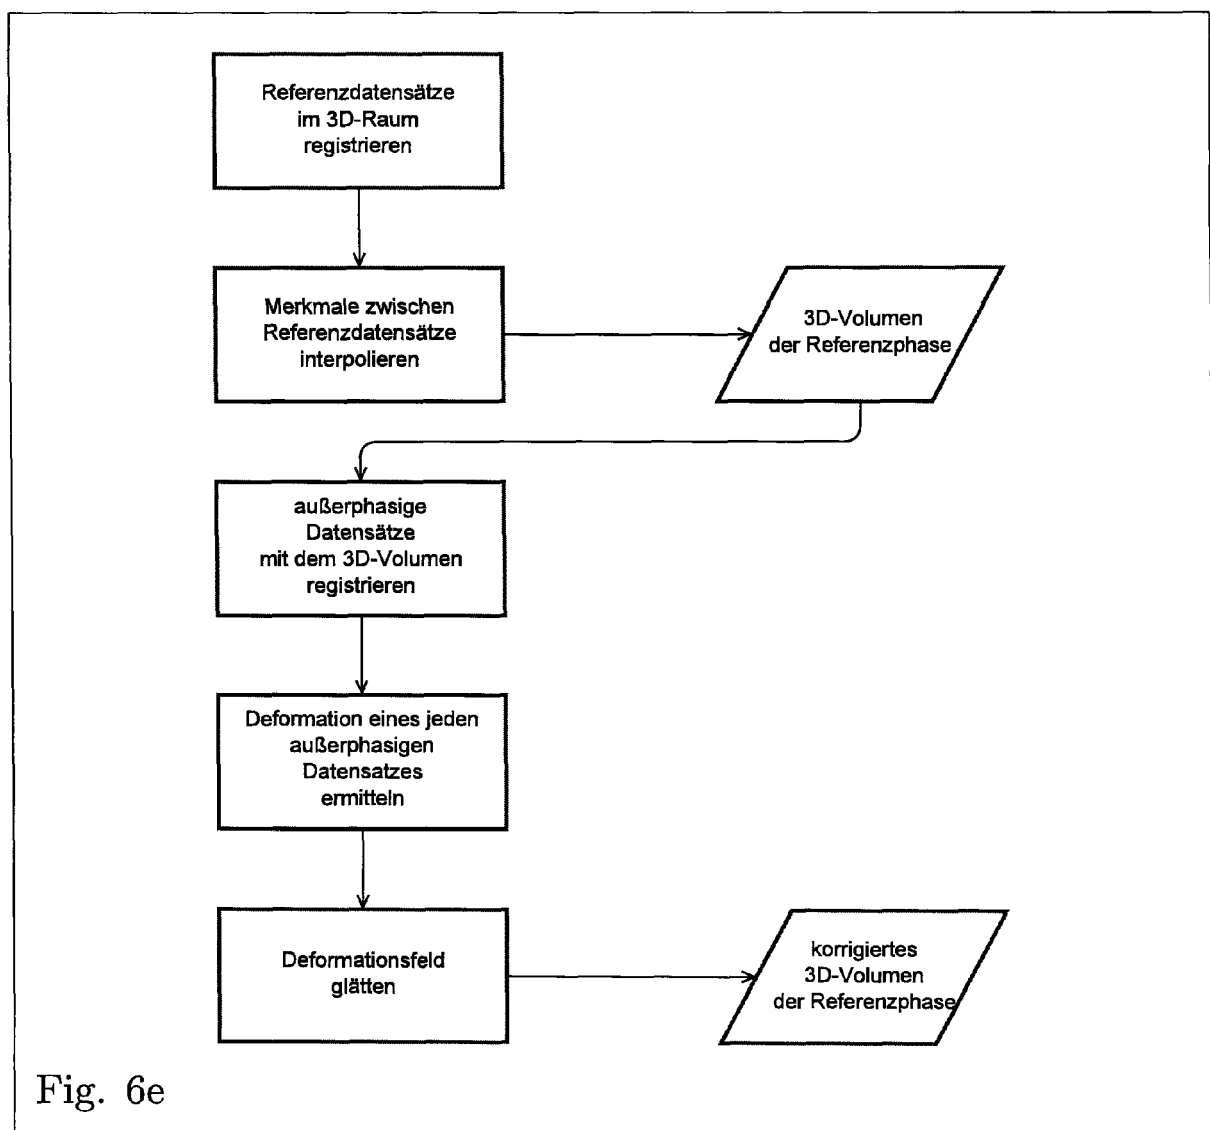 Referenzdatensätze
im 3D-Raum
registrieren
Merkmale zwischen
Referenzdatensätze
interpolieren
3D-Volumen
der Referenzphase
außerphasige
Datensätze
mit dem 3D-Volumen
registrieren
Deformation eines jeden
außerphasigen
Datensatzes
ermitteln
Deformationsfeld
glätten
korrigiertes
3D-Volumen
der Referenzphase
Fig. 6e